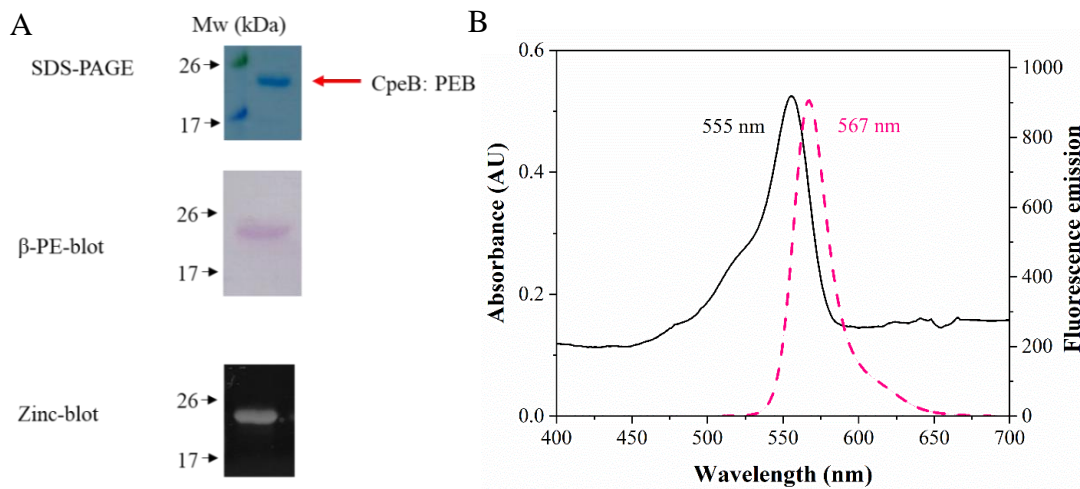 A
Mw (kDa)
SDS-PAGE
26
17
CpeB: PEB
β-PE-blot
26
17
Zinc-blot
26
17
B
555 nm
567 nm
Absorbance (AU)
0.6
0.4
0.2
0.0
Fluorescence emission
1000
800
600
400
200
0
400
450
500
550
600
650
700
Wavelength (nm)